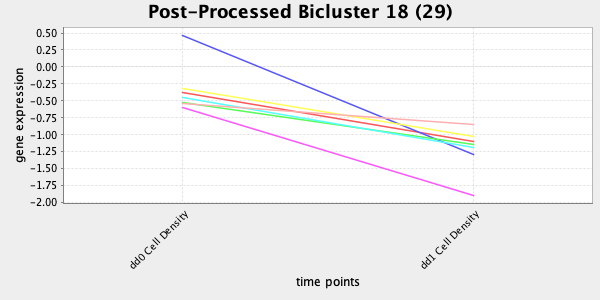 Post-Processed Bicluster 18 (29)
gene expression
0.50
0.25
0.00
-0.25
-0.50
-0.75
-1.00
-1.25
-1.50
-1.75
-2.00
dd0 Cell Density
dd1 Cell Density
time points